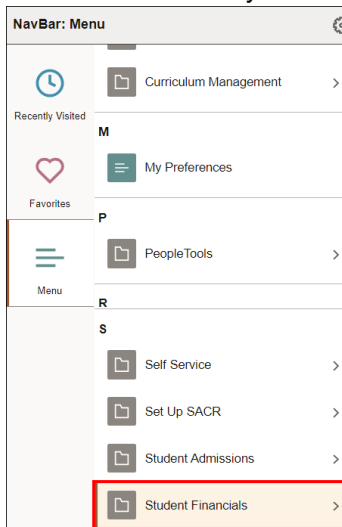 NavBar: Menu
Recently Visited
Favorites
Menu
Curriculum Management
M
My Preferences
P
PeopleTools
R
S
Self Service
Set Up SACR
Student Admissions
Student Financials